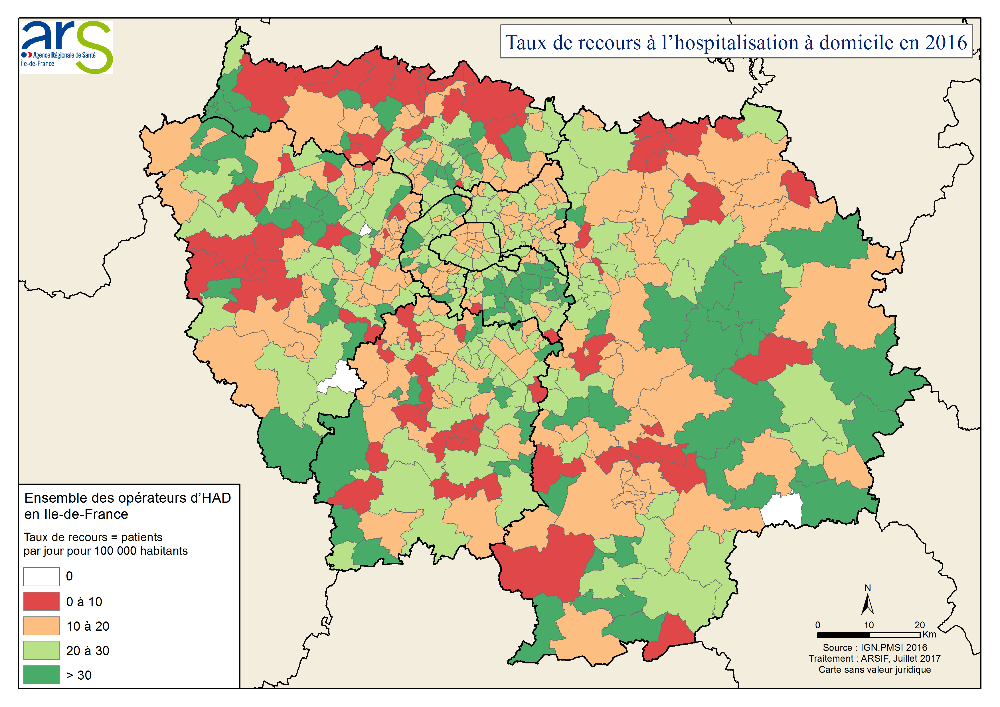 ars
Agence Régionale de Santé
Île-de-France
Taux de recours à l’hospitalisation à domicile en 2016
Ensemble des opérateurs d’HAD
en Ile-de-France
Taux de recours = patients
par jour pour 100 000 habitants
0
0 à 10
10 à 20
20 à 30
> 30
N
0 10 20
Km
Source : IGN,PMSI 2016
Traitement : ARSIF, Juillet 2017
Carte sans valeur juridique